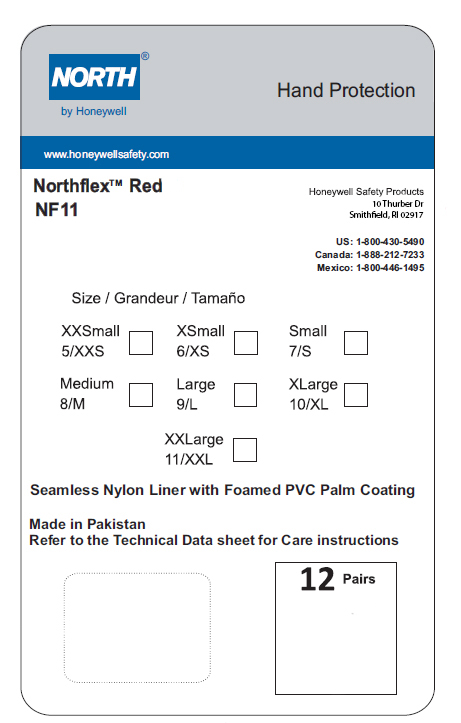 NORTH®
by Honeywell
Hand Protection
www.honeywellsafety.com
Northflex™ Red
NF11
Honeywell Safety Products
10 Thurber Dr
Smithfield, RI 02917
US: 1-800-430-5490
Canada: 1-888-212-7233
Mexico: 1-800-446-1495
Size / Grandeur / Tamaño
XXSmall
5/XXS
XSmall
6/XS
Small
7/S
Medium
8/M
Large
9/L
XLarge
10/XL
XXLarge
11/XXL
Seamless Nylon Liner with Foamed PVC Palm Coating
Made in Pakistan
Refer to the Technical Data sheet for Care instructions
12 Pairs